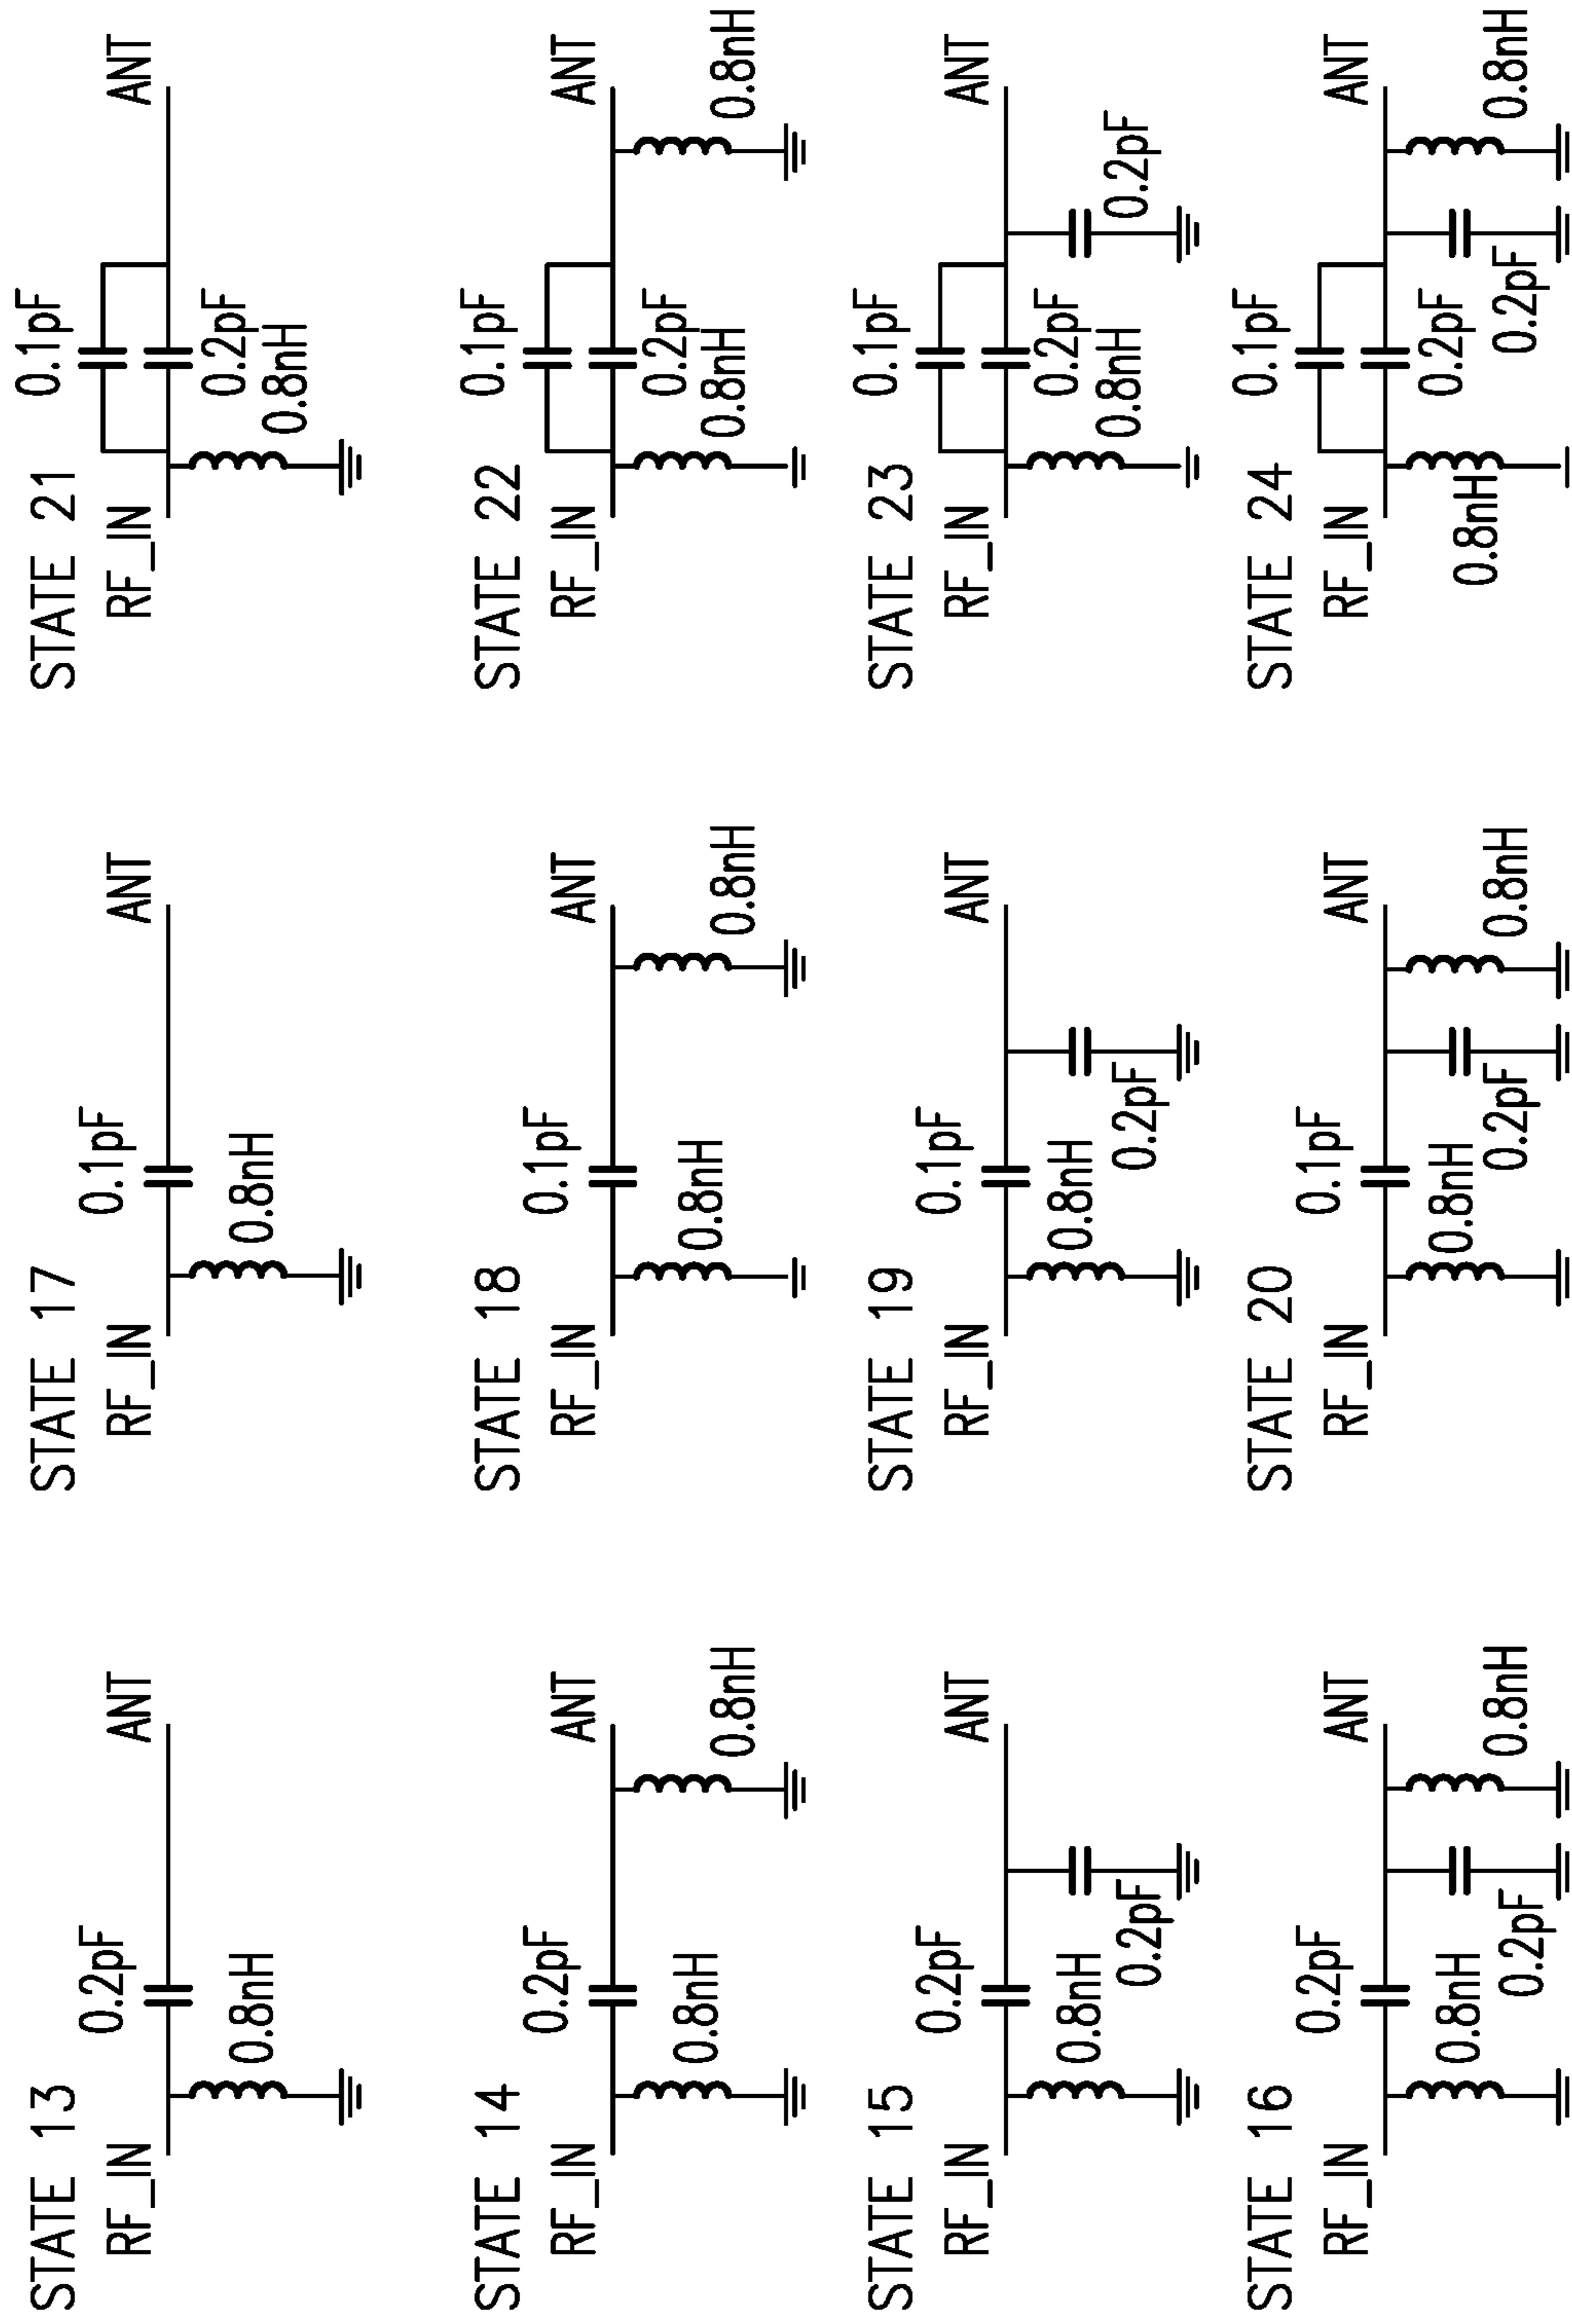 STATE 13
RF_IN
0.2pF
ANT
0.8nH
STATE 14
RF_IN
0.2pF
ANT
0.8nH
0.8nH
STATE 15
RF_IN
0.2pF
ANT
0.8nH
0.2pF
STATE 16
RF_IN
0.2pF
ANT
0.8nH
0.2pF
0.8nH
STATE 17
RF_IN
0.1pF
ANT
0.8nH
STATE 18
RF_IN
0.1pF
ANT
0.8nH
0.8nH
STATE 19
RF_IN
0.1pF
ANT
0.8nH
0.2pF
STATE 20
RF_IN
0.1pF
ANT
0.8nH
0.2pF
0.8nH
STATE 21
RF_IN
0.1pF
ANT
0.2pF
0.8nH
STATE 22
RF_IN
0.1pF
ANT
0.2pF
0.8nH
0.8nH
STATE 23
RF_IN
0.1pF
ANT
0.2pF
0.8nH
0.2pF
STATE 24
RF_IN
0.1pF
ANT
0.2pF
0.8nH
0.2pF
0.8nH